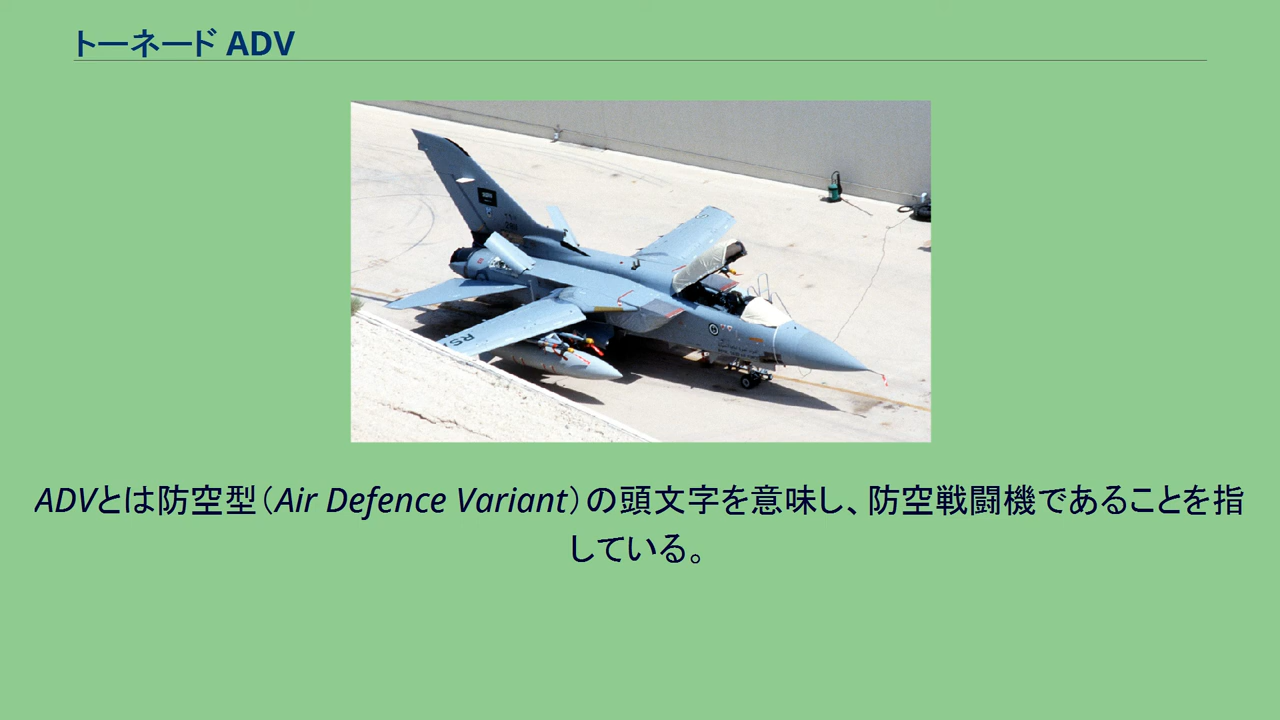 トーネード ADV
RS
ADVとは防空型（Air Defence Variant）の頭文字を意味し、防空戦闘機であることを指
している。